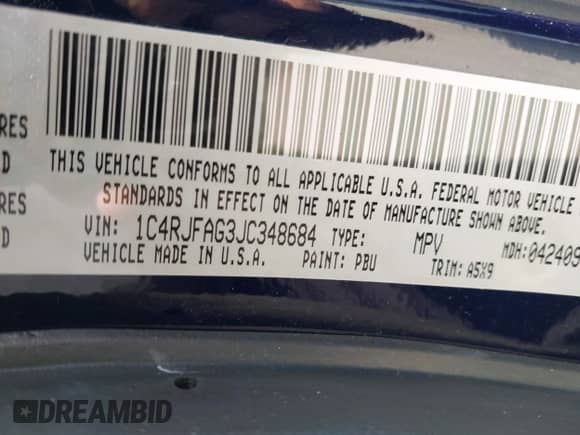 RES
D
RES
D
THIS VEHICLE CONFORMS TO ALL APPLICABLE U.S.A. FEDERAL MOTOR VEHICLE
STANDARDS IN EFFECT ON THE DATE OF MANUFACTURE SHOWN ABOVE.
VIN: 1C4RJFAG3JC348684 TYPE: MPV MDH:042409
VEHICLE MADE IN U.S.A. PAINT: PBU TRIM: A5X9
DREAMBID